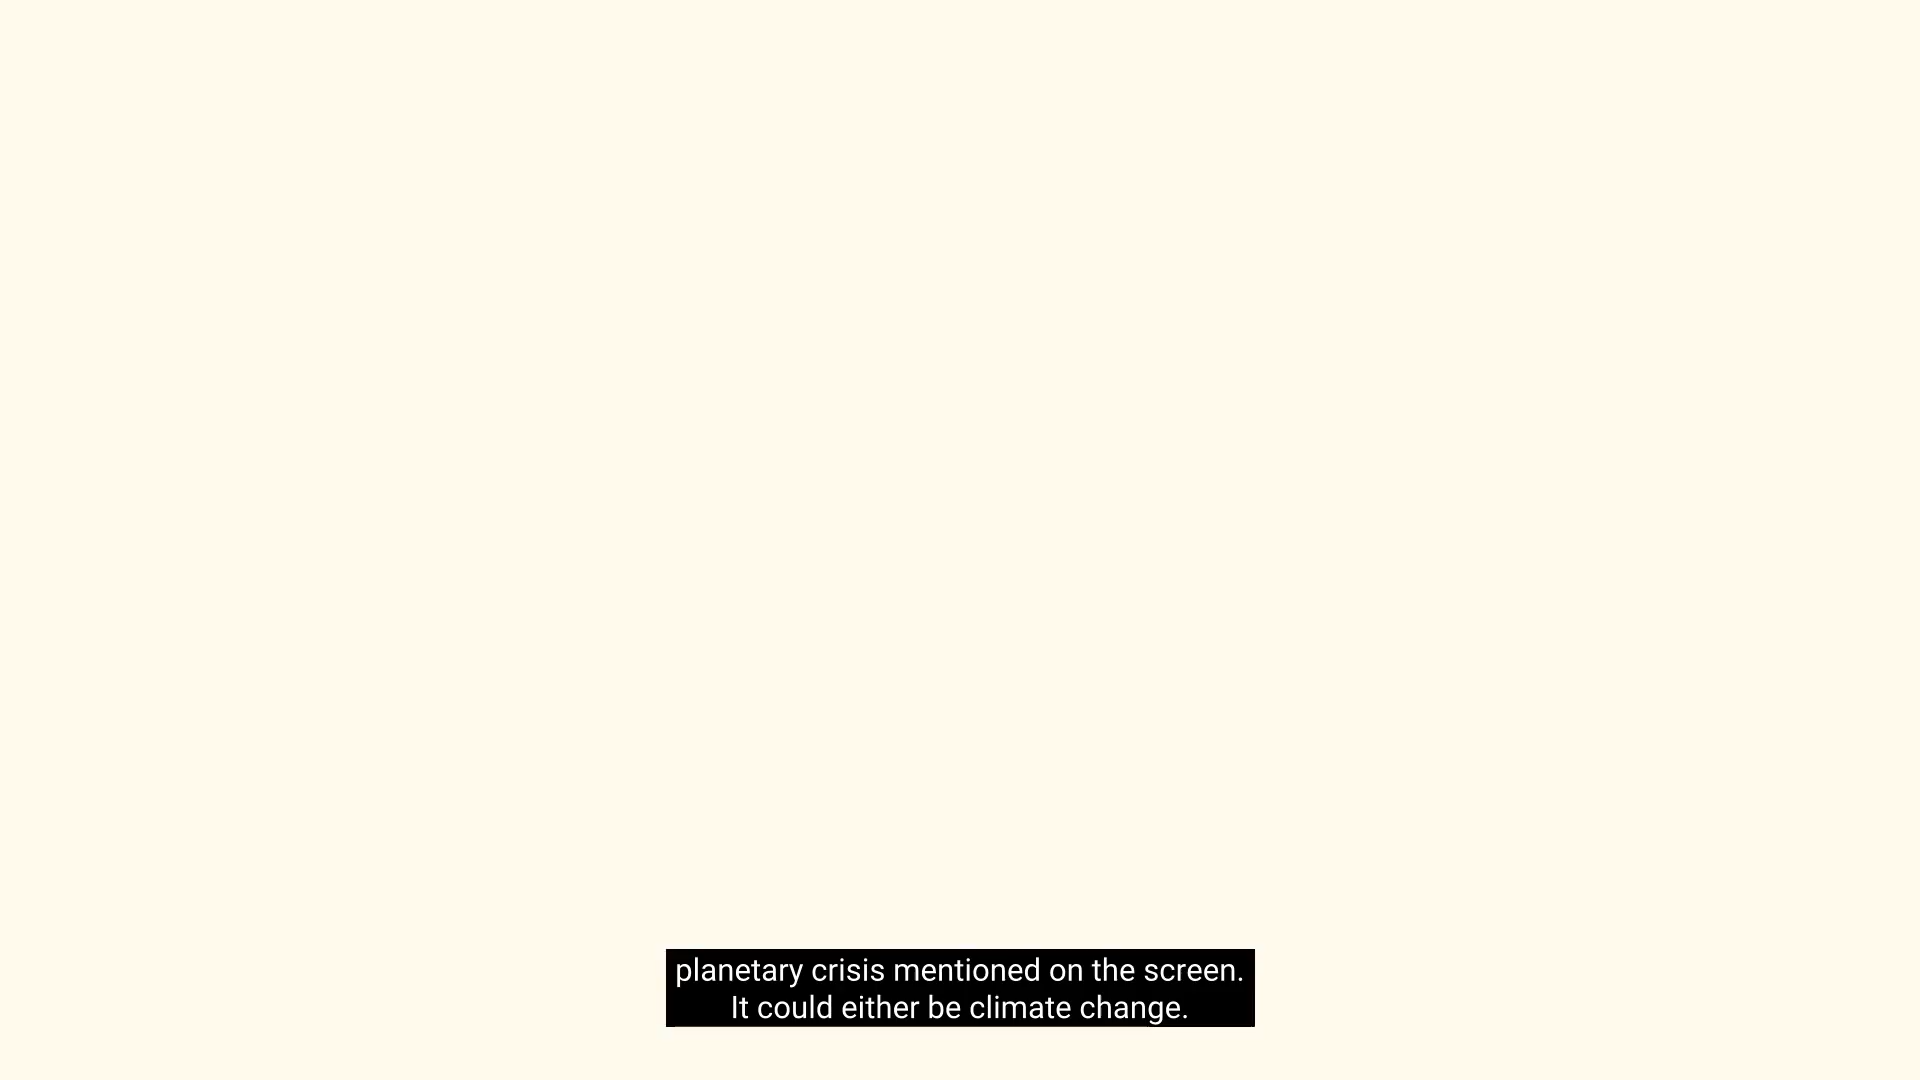 planetary crisis mentioned on the screen.
It could either be climate change.